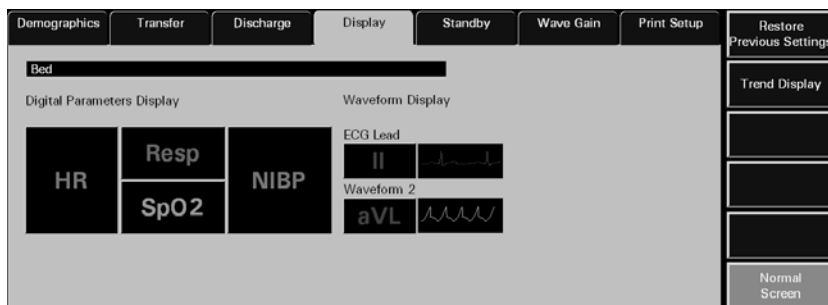 Demographics
Transfer
Discharge
Display
Standby
Wave Gain
Print Setup
Restore
Previous Settings
Bed
Trend Display
Digital Parameters Display
Waveform Display
ECG Lead
HR
Resp
SpO2
NIBP
II
Waveform 2
aVL
Normal
Screen